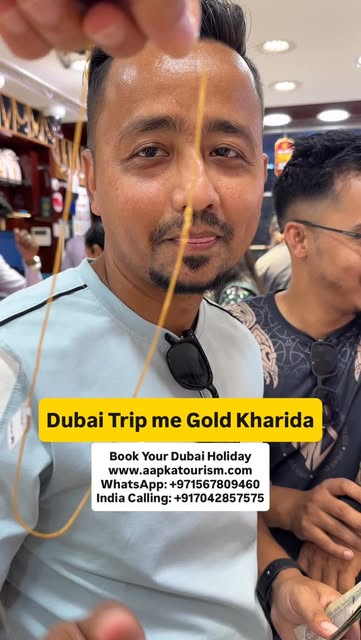 Dubai Trip me Gold Kharida
Book Your Dubai Holiday
www.aapkatourism.com
WhatsApp: +971567809460
India Calling: +917042857575